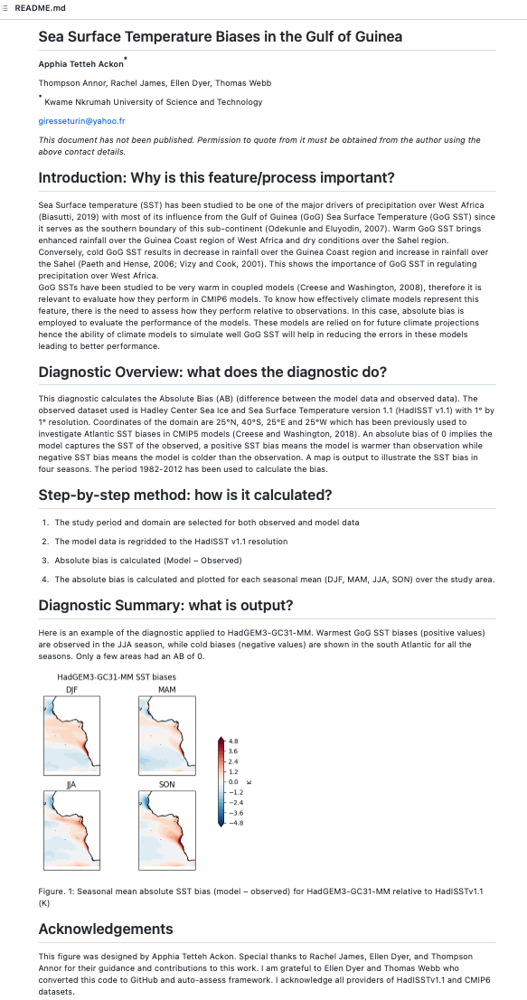 README.md
Sea Surface Temperature Biases in the Gulf of Guinea
Apphia Tetteh Ackon*
Thompson Annor, Rachel James, Ellen Dyer, Thomas Webb
* Kwame Nkrumah University of Science and Technology
giresseturin@yahoo.fr
This document has not been published. Permission to quote from it must be obtained from the author using the
above contact details.
Introduction: Why is this feature/process important?
Sea Surface temperature (SST) has been studied to be one of the major drivers of precipitation over West Africa
(Biasutti, 2019) with most of its influence from the Gulf of Guinea (GoG) Sea Surface Temperature (GoG SST) since
it serves as the southern boundary of this sub-continent (Odekunle and Eluyodin, 2007). Warm GoG SST brings
enhanced rainfall over the Guinea Coast region of West Africa and dry conditions over the Sahel region.
Conversely, cold GoG SST results in decrease in rainfall over the Guinea Coast region and increase in rainfall over
the Sahel (Paeth and Hense, 2006; Vizy and Cook, 2001). This shows the importance of GoG SST in regulating
precipitation over West Africa.
GoG SSTs have been studied to be very warm in coupled models (Creese and Washington, 2008), therefore it is
relevant to evaluate how they perform in CMIP6 models. To know how effectively climate models represent this
feature, there is the need to assess how they perform relative to observations. In this case, absolute bias is
employed to evaluate the performance of the models. These models are relied on for future climate projections
hence the ability of climate models to simulate well GoG SST will help in reducing the errors in these models
leading to better performance.
Diagnostic Overview: what does the diagnostic do?
This diagnostic calculates the Absolute Bias (AB) (difference between the model data and observed data). The
observed dataset used is Hadley Center Sea Ice and Sea Surface Temperature version 1.1 (HadISST v1.1) with 1° by
1° resolution. Coordinates of the domain are 25°N, 40°S, 25°E and 25°W which has been previously used to
investigate Atlantic SST biases in CMIP5 models (Creese and Washington, 2018). An absolute bias of 0 implies the
model captures the SST of the observed, a positive SST bias means the model is warmer than observation while
negative SST bias means the model is colder than the observation. A map is output to illustrate the SST bias in
four seasons. The period 1982-2012 has been used to calculate the bias.
Step-by-step method: how is it calculated?
1. The study period and domain are selected for both observed and model data
2. The model data is regridded to the HadISST v1.1 resolution
3. Absolute bias is calculated (Model – Observed)
4. The absolute bias is calculated and plotted for each seasonal mean (DJF, MAM, JJA, SON) over the study area.
Diagnostic Summary: what is output?
Here is an example of the diagnostic applied to HadGEM3-GC31-MM. Warmest GoG SST biases (positive values)
are observed in the JJA season, while cold biases (negative values) are shown in the south Atlantic for all the
seasons. Only a few areas had an AB of 0.
HadGEM3-GC31-MM SST biases
DJF
MAM
JJA
SON
4.8
3.6
2.4
1.2
0.0
−1.2
−2.4
−3.6
−4.8
K
Figure. 1: Seasonal mean absolute SST bias (model – observed) for HadGEM3-GC31-MM relative to HadISSTv1.1
(K)
Acknowledgements
This figure was designed by Apphia Tetteh Ackon. Special thanks to Rachel James, Ellen Dyer, and Thompson
Annor for their guidance and contributions to this work. I am grateful to Ellen Dyer and Thomas Webb who
converted this code to GitHub and auto-assess framework. I acknowledge all providers of HadISSTv1.1 and CMIP6
datasets.